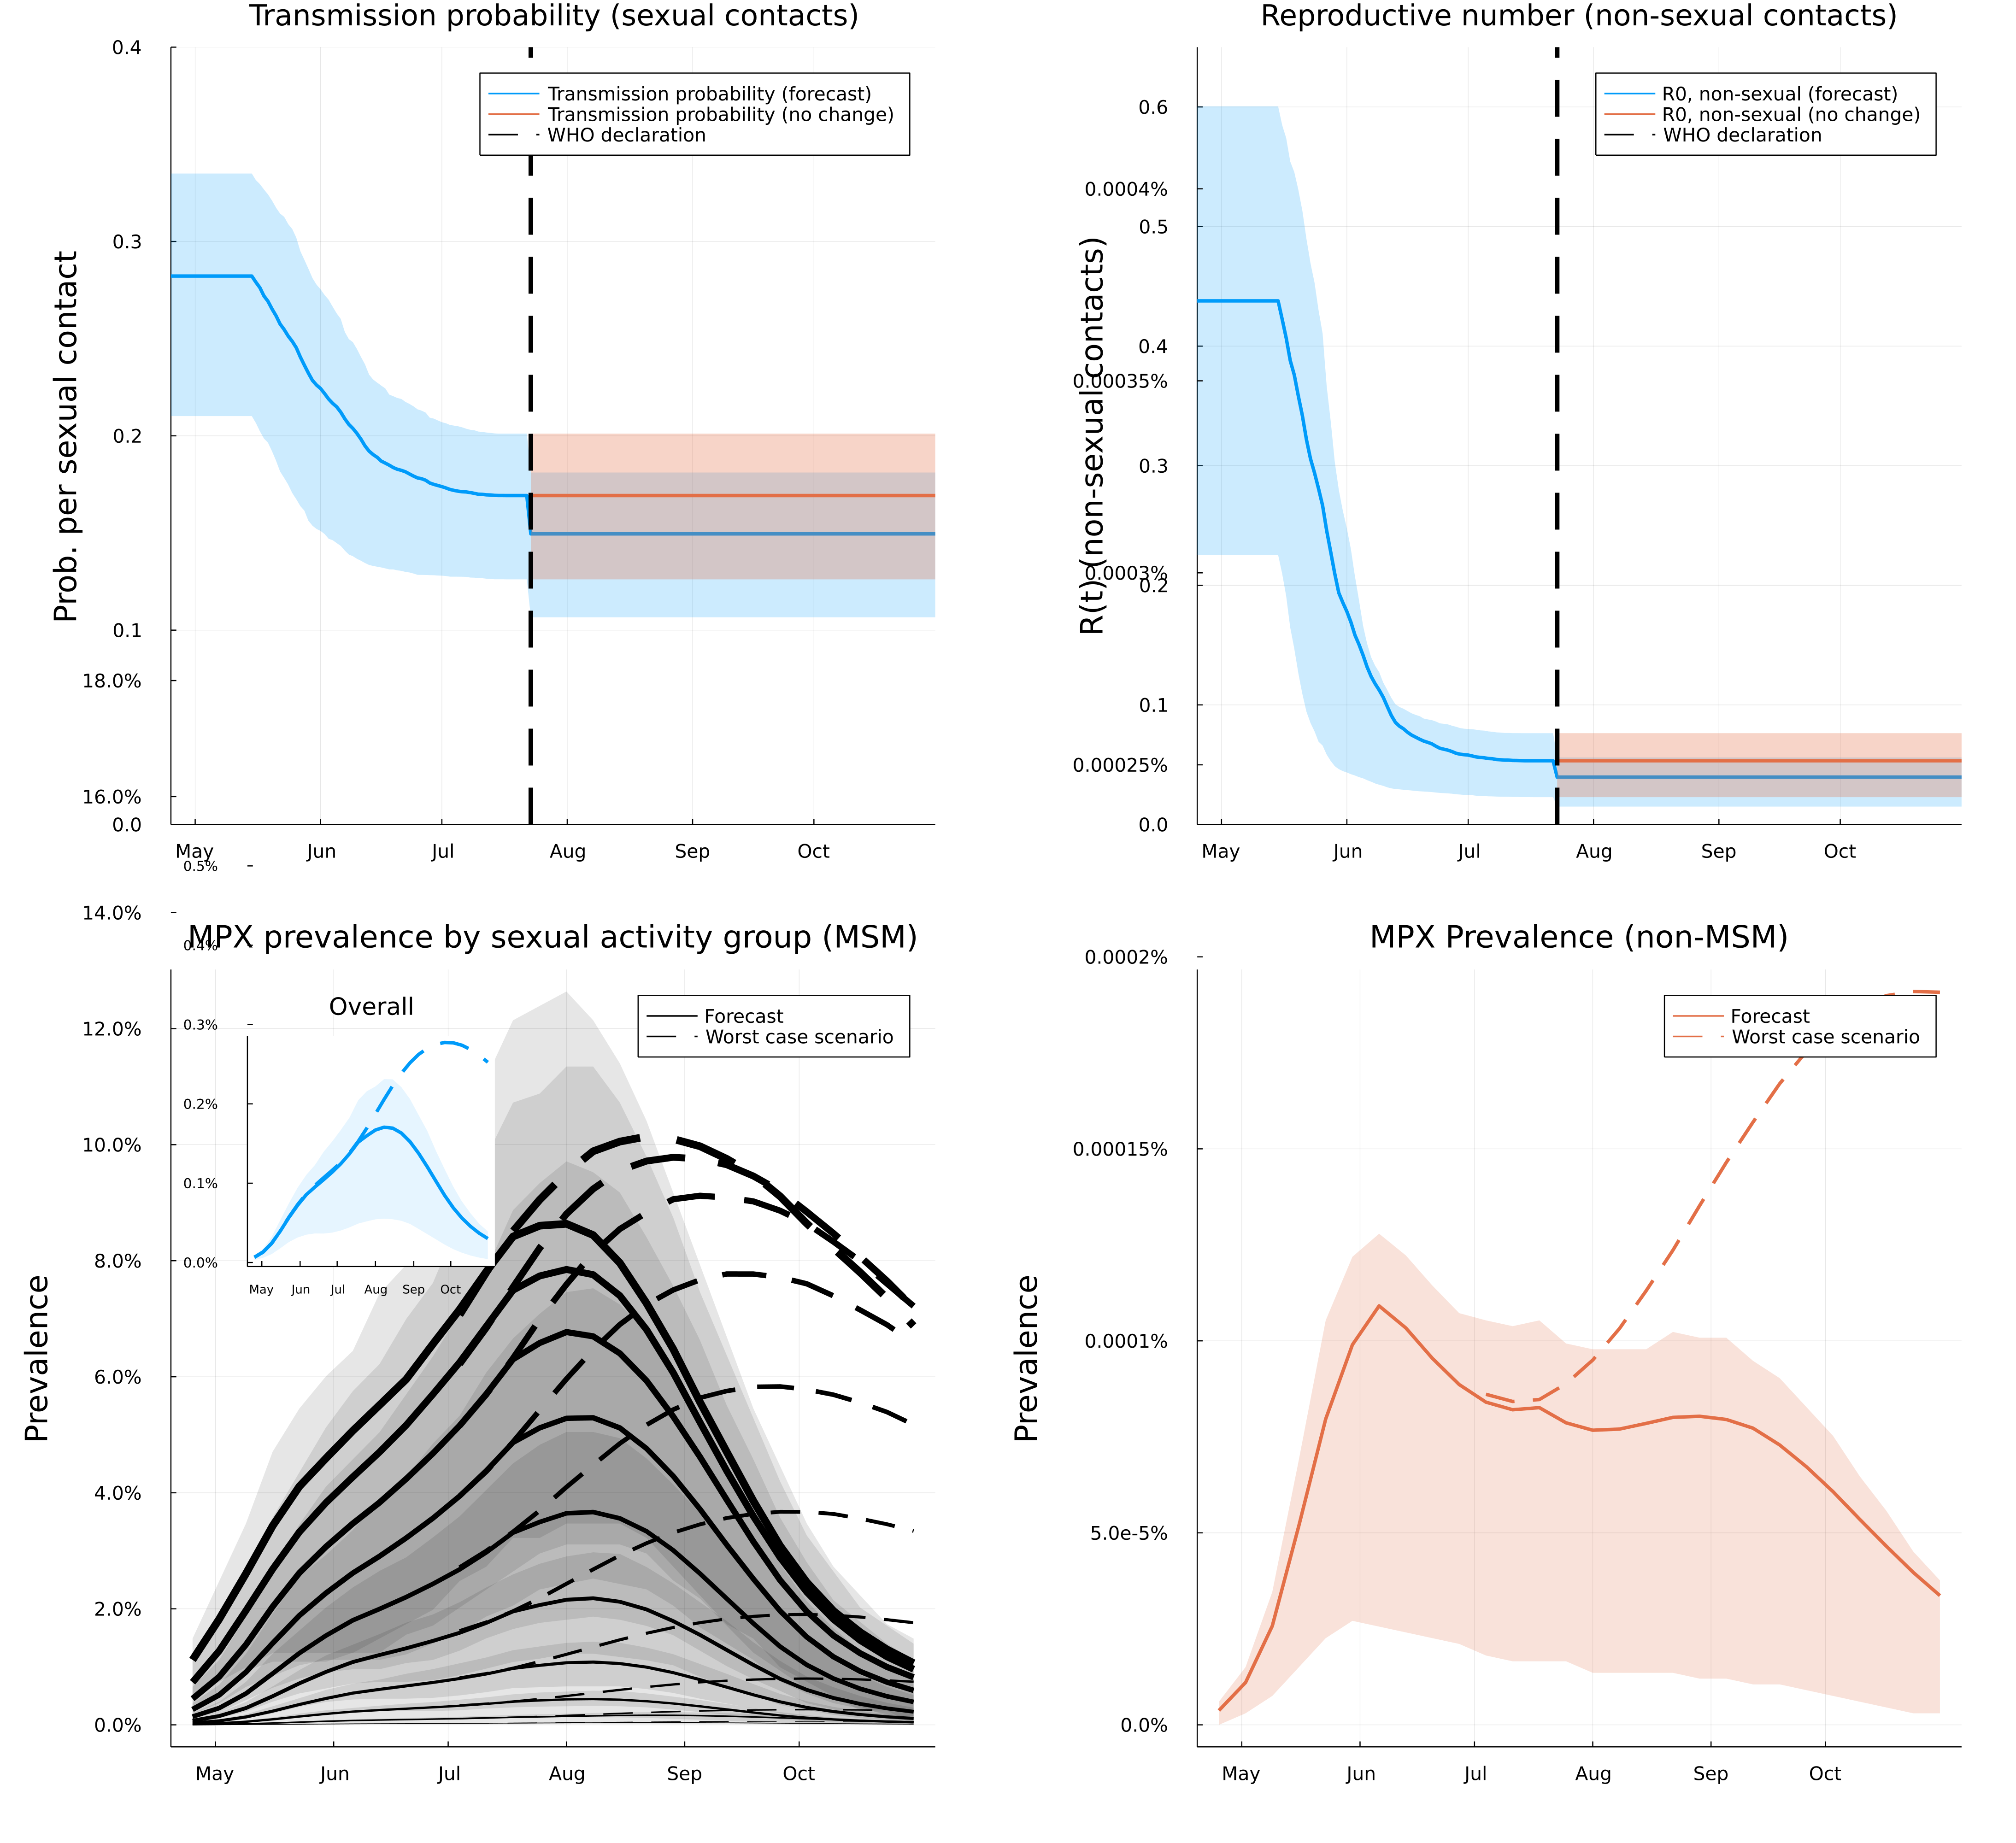 Transmission probability (sexual contacts)
0.4
0.3
0.2
0.1
18.0%
16.0%
0.0
Prob. per sexual contact
Transmission probability (forecast)
Transmission probability (no change)
WHO declaration
May Jun Jul Aug Sep Oct
Reproductive number (non-sexual contacts)
0.6
0.0004%
0.5
0.4
0.00035%
0.3
0.0003%
0.2
0.1
0.00025%
0.0
R(t) (non-sexual contacts)
R0, non-sexual (forecast)
R0, non-sexual (no change)
WHO declaration
May Jun Jul Aug Sep Oct
0.5%
14.0%
MPX prevalence by sexual activity group (MSM)
0.4%
12.0%
10.0%
8.0%
6.0%
4.0%
2.0%
0.0%
Prevalence
Forecast
Worst case scenario
Overall
0.3%
0.2%
0.1%
0.0%
May Jun Jul Aug Sep Oct
May Jun Jul Aug Sep Oct
MPX Prevalence (non-MSM)
0.0002%
0.00015%
0.0001%
5.0e-5%
0.0%
Prevalence
Forecast
Worst case scenario
May Jun Jul Aug Sep Oct